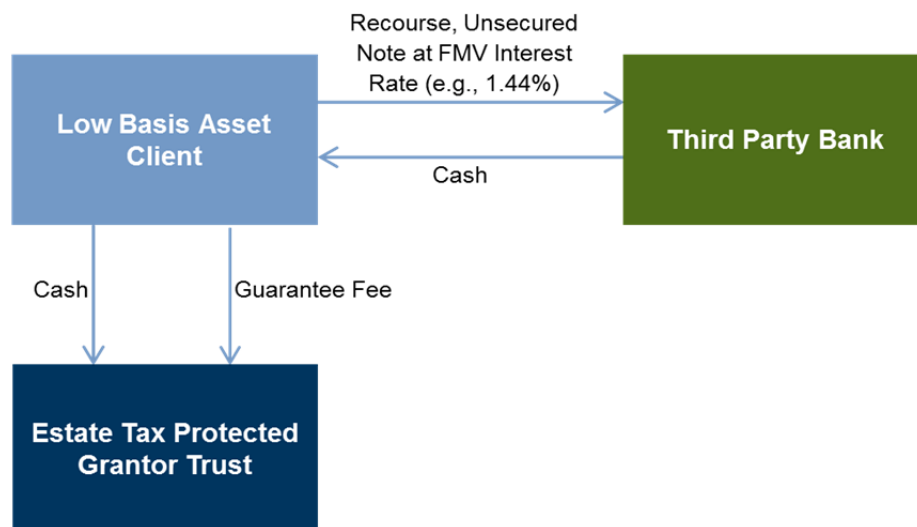 Recourse, Unsecured
Note at FMV Interest
Rate (e.g., 1.44%)
Low Basis Asset
Client
Third Party Bank
Cash
Cash
Guarantee Fee
Estate Tax Protected
Grantor Trust